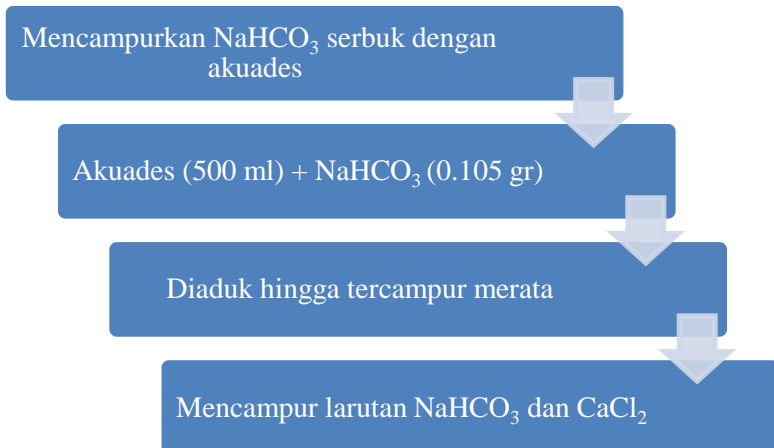 Mencampurkan NaHCO₃ serbuk dengan
akuades
Akuades (500 ml) + NaHCO₃ (0.105 gr)
Diaduk hingga tercampur merata
Mencampur larutan NaHCO₃ dan CaCl₂